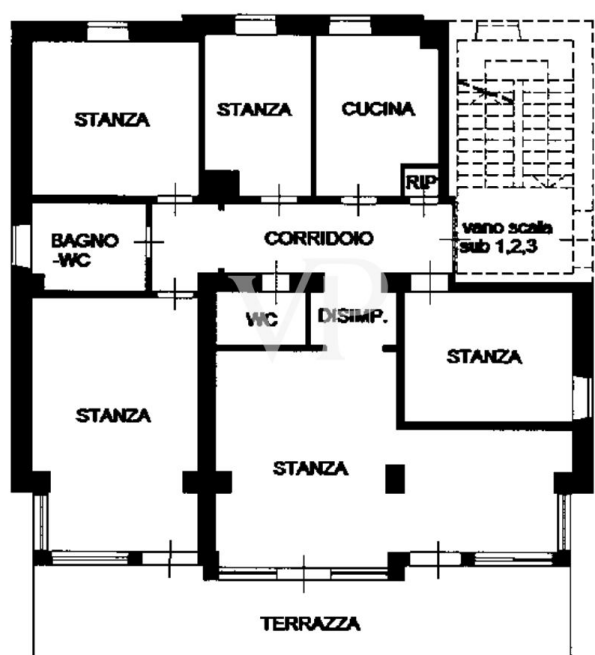 STANZA
STANZA
CUCINA
RIP
BAGNO
-WC
CORRIDOIO
vano scala
sub 1,2,3
WC
DISIMP.
STANZA
STANZA
STANZA
TERRAZZA
VP